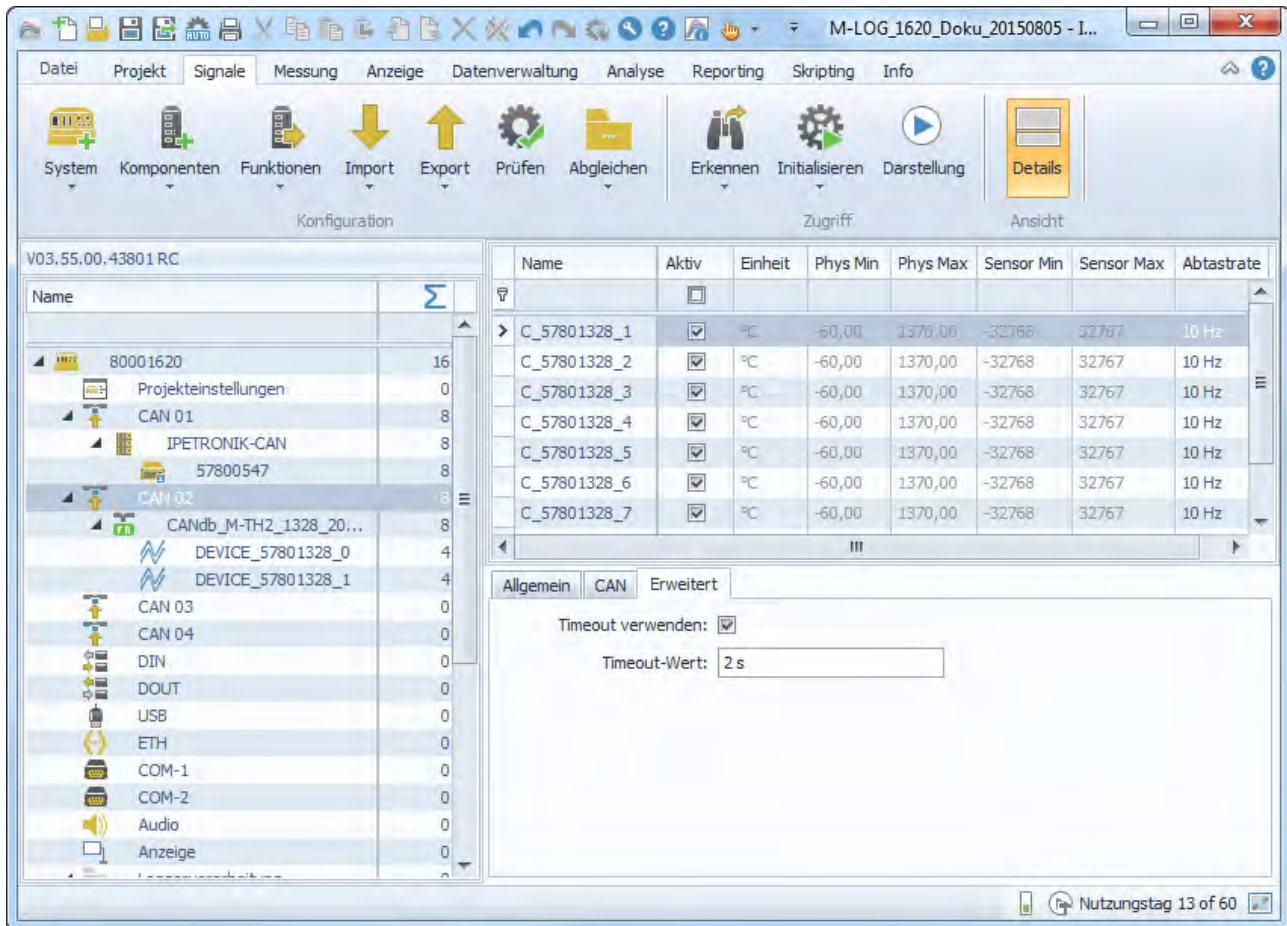 AUTO
M-LOG_1620_Doku_20150805 - I...
Datei Projekt Signale Messung Anzeige Datenverwaltung Analyse Reporting Skripting Info
System Komponenten Funktionen Import Export Prüfen Abgleichen Erkennen Initialisieren Darstellung Details
Konfiguration Zugriff Ansicht
V03.55.00.43801 RC
Name Σ
80001620 16
Projekteinstellungen 0
CAN 01 8
IPETRONIK-CAN 8
57800547 8
CAN 02 8
CANdb_M-TH2_1328_20... 8
DEVICE_57801328_0 4
DEVICE_57801328_1 4
CAN 03 0
CAN 04 0
DIN 0
DOUT 0
USB 0
ETH 0
COM-1 0
COM-2 0
Audio 0
Anzeige 0
Name Aktiv Einheit Phys Min Phys Max Sensor Min Sensor Max Abtastrate
C_57801328_1 °C -60,00 1370,00 -32768 32767 10 Hz
C_57801328_2 °C -60,00 1370,00 -32768 32767 10 Hz
C_57801328_3 °C -60,00 1370,00 -32768 32767 10 Hz
C_57801328_4 °C -60,00 1370,00 -32768 32767 10 Hz
C_57801328_5 °C -60,00 1370,00 -32768 32767 10 Hz
C_57801328_6 °C -60,00 1370,00 -32768 32767 10 Hz
C_57801328_7 °C -60,00 1370,00 -32768 32767 10 Hz
Allgemein CAN Erweitert
Timeout verwenden:
Timeout-Wert: 2 s
Nutzungstag 13 of 60